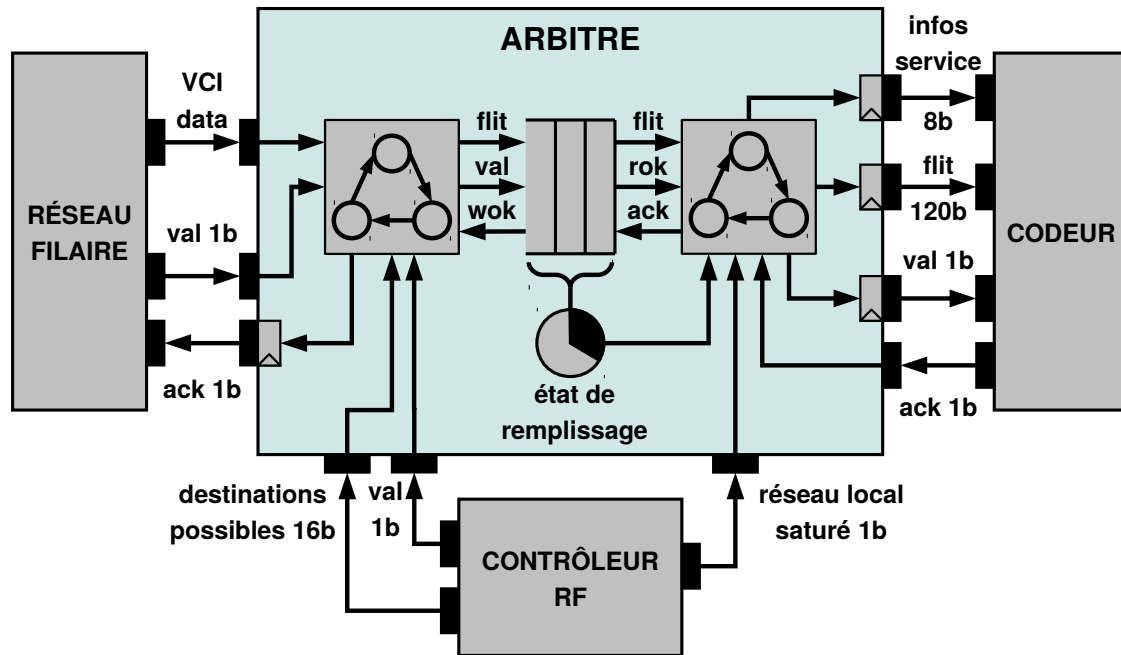 ARBITRE
RÉSEAU
FILAIRE
VCI
data
val 1b
ack 1b
flit
val
wok
flit
rok
ack
état de
remplissage
infos
service
8b
flit
120b
val 1b
ack 1b
CODEUR
destinations
possibles 16b
val
1b
réseau local
saturé 1b
CONTRÔLEUR
RF